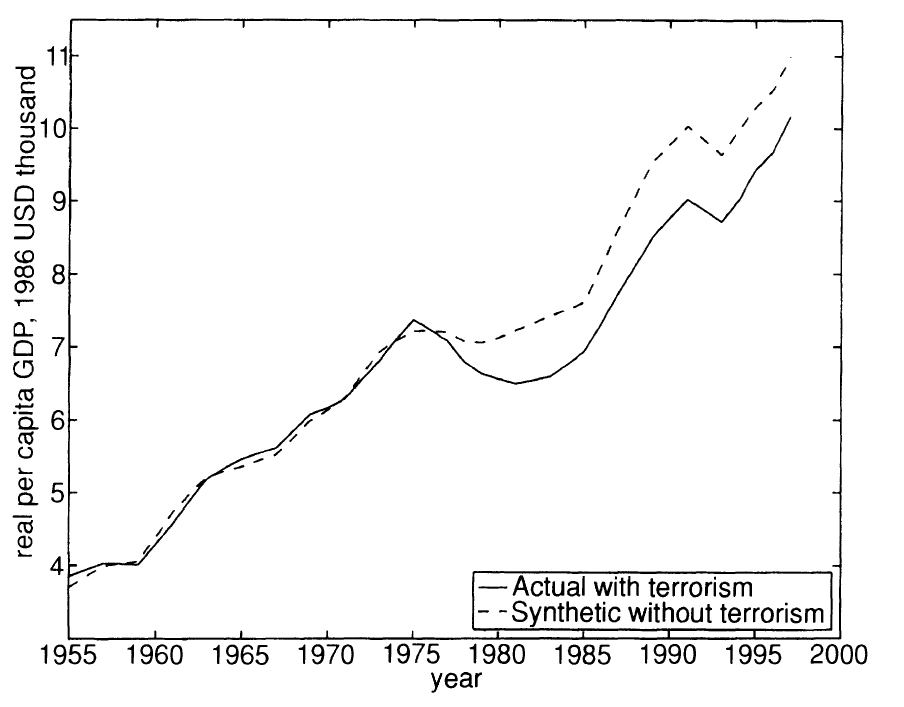 real per capita GDP, 1986 USD thousand
11
10
9
8
7
6
5
4
Actual with terrorism
Synthetic without terrorism
1955 1960 1965 1970 1975 1980 1985 1990 1995 2000
year